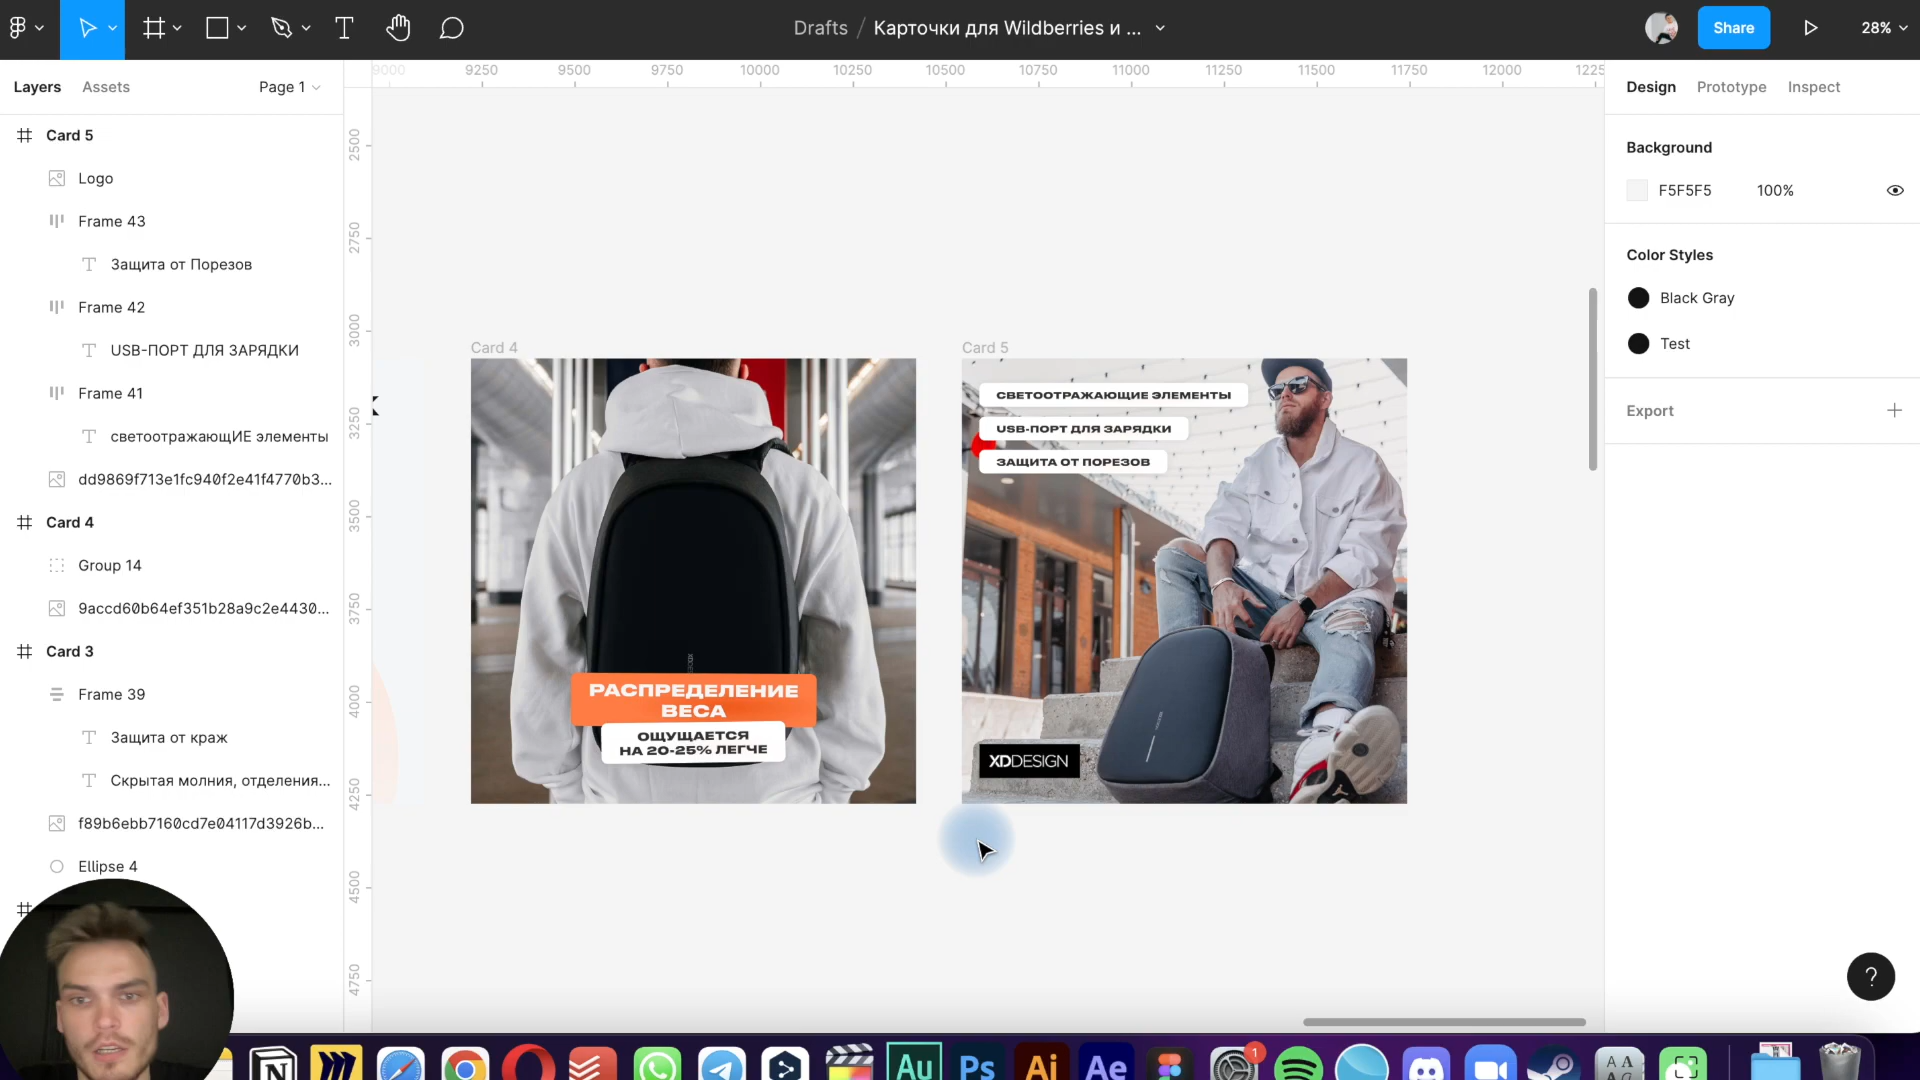 Drafts / Карточки для Wildberries и ...
Share
28%
Layers
Assets
Page 1
Card 5
Logo
Frame 43
Защита от Порезов
Frame 42
USB-ПОРТ ДЛЯ ЗАРЯДКИ
Frame 41
светоотражающИЕ элементы
dd9869f713e1fc940f2e41f4770b3...
Card 4
Group 14
9accd60b64ef351b28a9c2e4430...
Card 3
Frame 39
Защита от краж
Скрытая молния, отделения...
f89b6ebb7160cd7e04117d3926b...
Ellipse 4
9000 9250 9500 9750 10000 10250 10500 10750 11000 11250 11500 11750 12000 1225
2500
2750
3000
3250
3500
3750
4000
4250
4500
4750
Card 4
РАСПРЕДЕЛЕНИЕ
ВЕСА
ОЩУЩАЕТСЯ
НА 20-25% ЛЕГЧЕ
Card 5
СВЕТООТРАЖАЮЩИЕ ЭЛЕМЕНТЫ
USB-ПОРТ ДЛЯ ЗАРЯДКИ
ЗАЩИТА ОТ ПОРЕЗОВ
XDDESIGN
Design
Prototype
Inspect
Background
F5F5F5
100%
Color Styles
Black Gray
Test
Export
?
Au
Ps
Ai
Ae
1